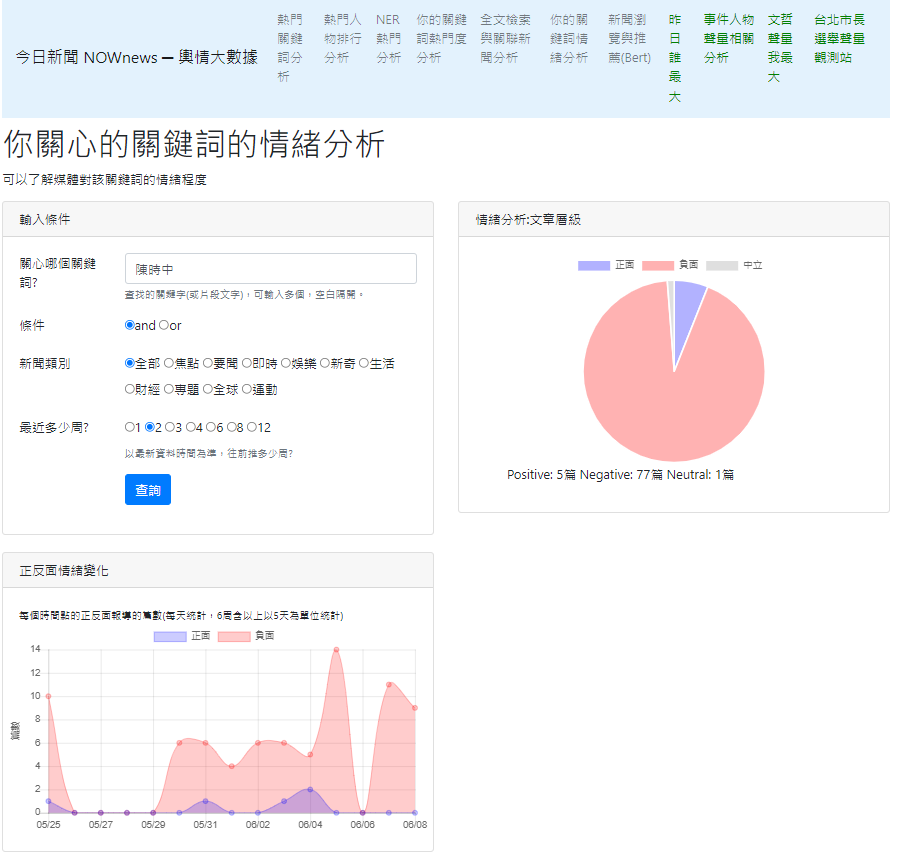 今日新聞 NOWnews — 輿情大數據
熱門
關鍵
詞分
析
熱門人
物排行
分析
NER
熱門
分析
你的關鍵
詞熱門度
分析
全文檢索
與關聯新
聞分析
你的關
鍵詞情
緒分析
新聞瀏
覽與推
薦(Bert)
昨
日
誰
最
大
事件人物
聲量相關
分析
文哲
聲量
我最
大
台北市長
選舉聲量
觀測站
你關心的關鍵詞的情緒分析
可以了解媒體對該關鍵詞的情緒程度
輸入條件
關心哪個關鍵
詞?
陳時中
查找的關鍵字(或片段文字)，可輸入多個，空白隔開。
條件
and or
新聞類別
全部 焦點 要聞 即時 娛樂 新奇 生活
財經 專題 全球 運動
最近多少周?
1 2 3 4 6 8 12
以最新資料時間為準，往前推多少周?
查詢
情緒分析:文章層級
正面 負面 中立
Positive: 5篇 Negative: 77篇 Neutral: 1篇
正反面情緒變化
每個時間點的正反面報導的篇數(每天統計，6周含以上以5天為單位統計)
正面 負面
篇數
14
12
10
8
6
4
2
0
05/25 05/27 05/29 05/31 06/02 06/04 06/06 06/08